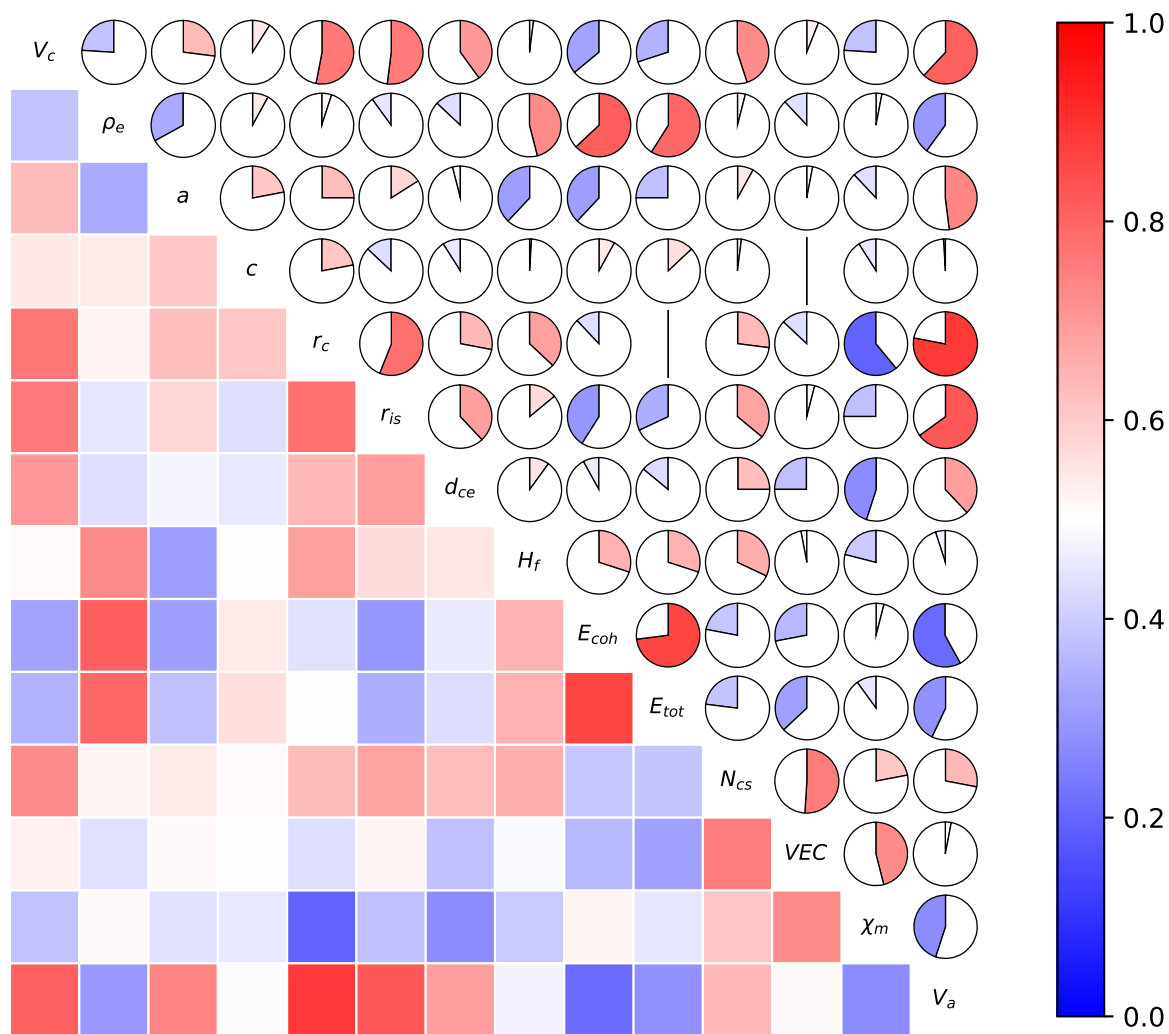 V_c
ρ_e
a
c
r_c
r_is
d_ce
H_f
E_coh
E_tot
N_cs
VEC
χ_m
V_a
1.0
0.8
0.6
0.4
0.2
0.0